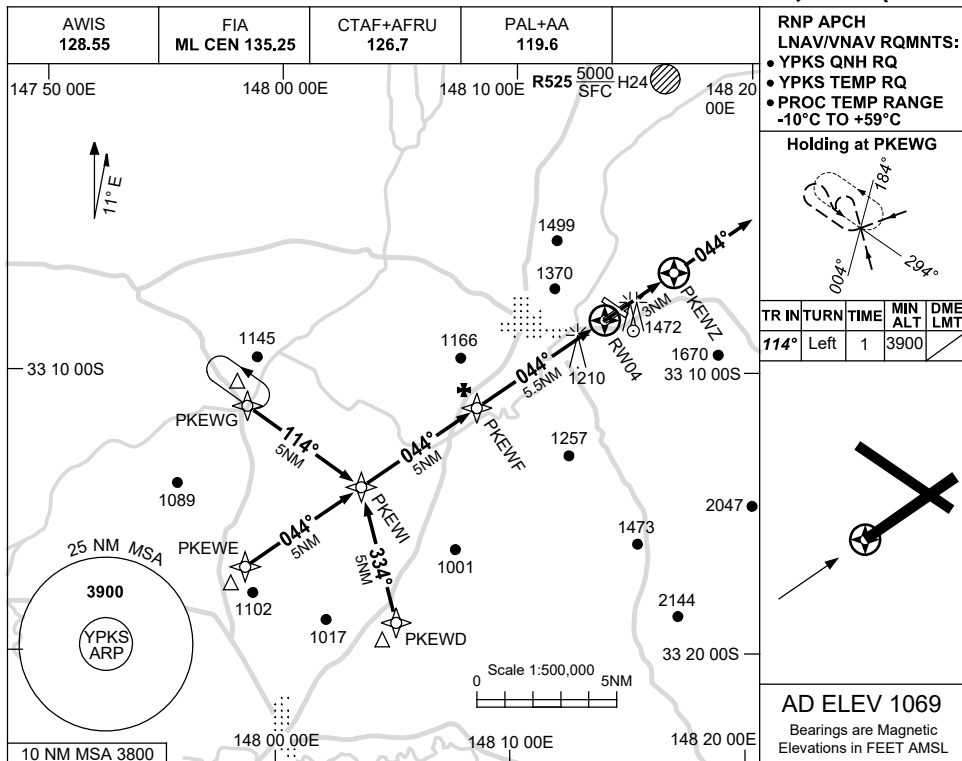 AWIS
128.55
FIA
ML CEN 135.25
CTAF+AFRU
126.7
PAL+AA
119.6
RNP APCH
LNAV/VNAV RQMNTS:
• YPKS QNH RQ
• YPKS TEMP RQ
• PROC TEMP RANGE
-10°C TO +59°C
147 50 00E
148 00 00E
148 10 00E
R525 5000
SFC H24
148 20
00E
11° E
Holding at PKEWG
184°
004°
294°
TR IN TURN TIME MIN ALT DME LMT
114° Left 1 3900
1499
1370
044°
PKEWZ
3NM
1472
RW04
1670
1145
1166
1210
33 10 00S
33 10 00S
044°
5.5NM
PKEWG
114°
5NM
044°
5NM
PKEWF
1257
1089
PKEWI
2047
PKEWE
044°
5NM
334°
5NM
1001
1473
25 NM MSA
3900
YPKS
ARP
1102
1017
PKEWD
2144
33 20 00S
Scale 1:500,000
0 5NM
AD ELEV 1069
Bearings are Magnetic
Elevations in FEET AMSL
10 NM MSA 3800
148 00 00E
148 10 00E
148 20 00E